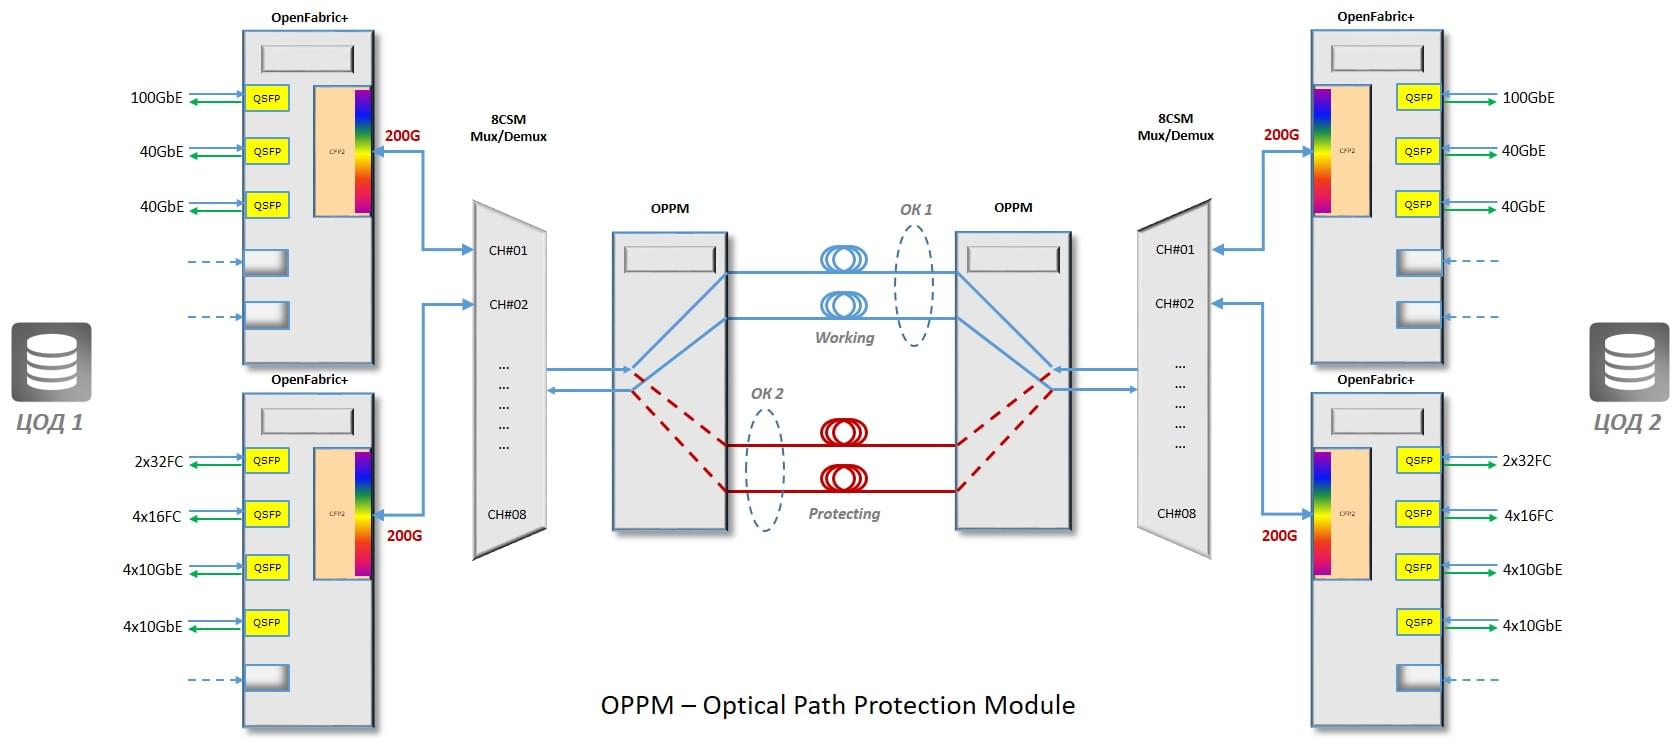 OpenFabric+
100GbE
QSFP
40GbE
QSFP
40GbE
QSFP
CFP2
200G
OpenFabric+
2x32FC
QSFP
4x16FC
QSFP
4x10GbE
QSFP
4x10GbE
QSFP
CFP2
200G
ЦОД 1
8CSM
Mux/Demux
CH#01
CH#02
...
...
...
...
...
CH#08
OPPM
OK 1
Working
OK 2
Protecting
OPPM
8CSM
Mux/Demux
CH#01
CH#02
...
...
...
...
...
CH#08
OpenFabric+
200G
CFP2
QSFP
100GbE
QSFP
40GbE
QSFP
40GbE
OpenFabric+
200G
CFP2
QSFP
2x32FC
QSFP
4x16FC
QSFP
4x10GbE
QSFP
4x10GbE
ЦОД 2
OPPM – Optical Path Protection Module